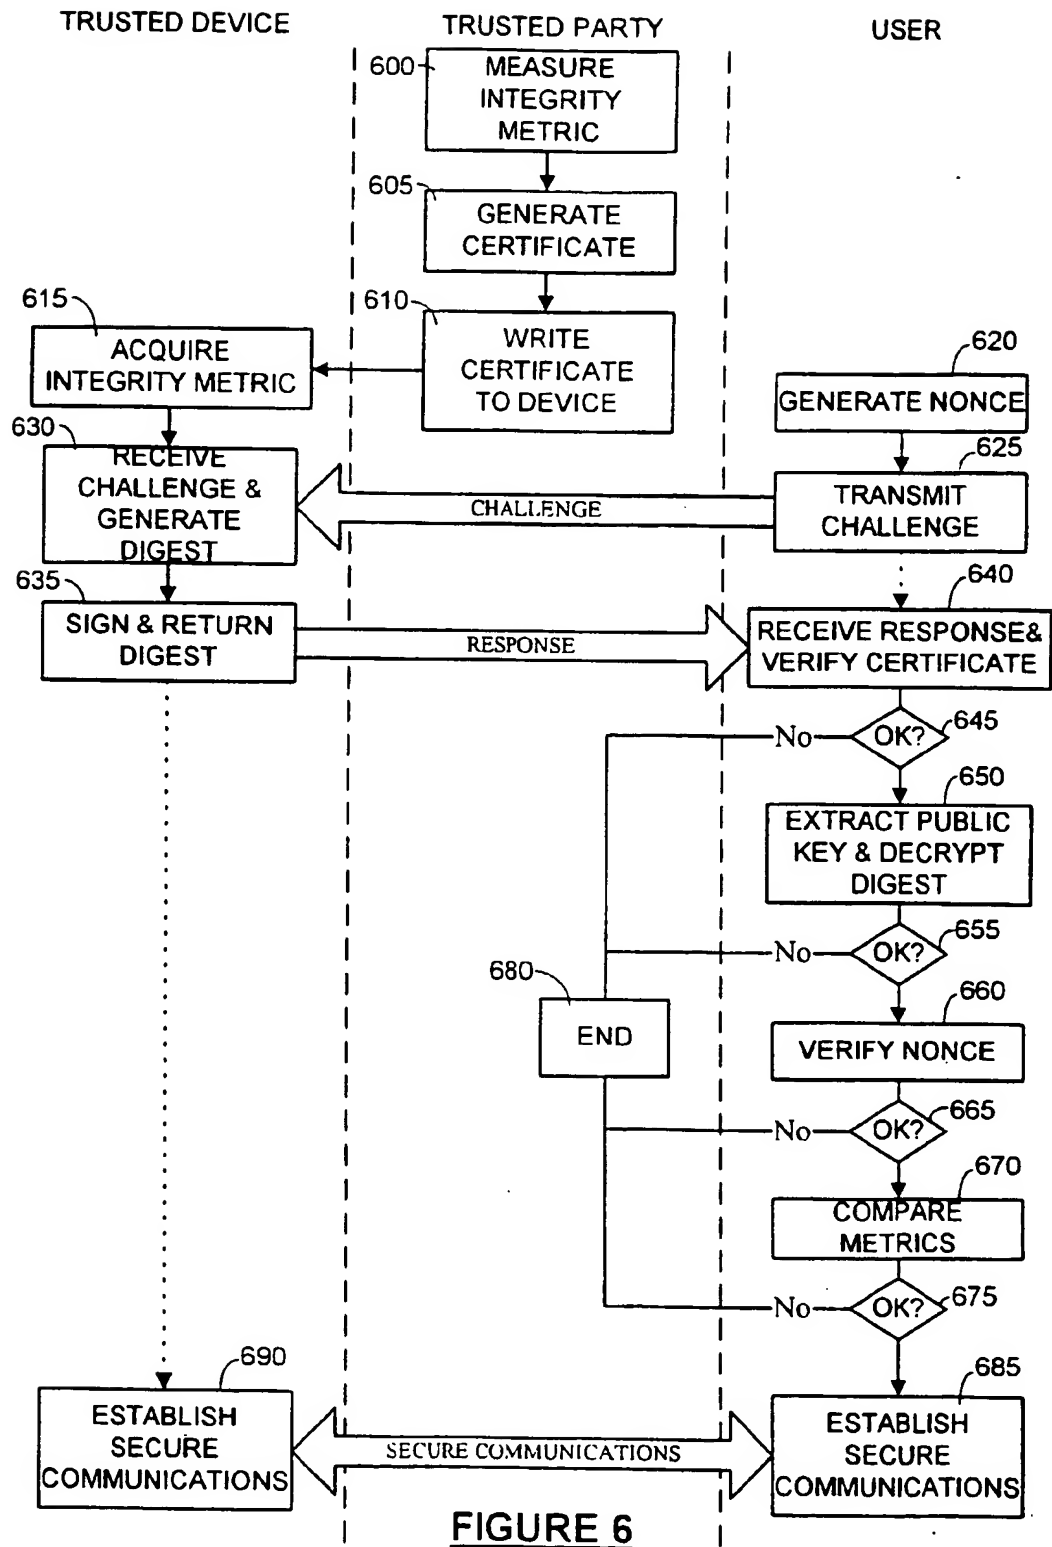 TRUSTED DEVICE
TRUSTED PARTY
USER
600
MEASURE
INTEGRITY
METRIC
605
GENERATE
CERTIFICATE
610
WRITE
CERTIFICATE
TO DEVICE
615
ACQUIRE
INTEGRITY METRIC
620
GENERATE NONCE
625
TRANSMIT
CHALLENGE
630
RECEIVE
CHALLENGE &
GENERATE
DIGEST
CHALLENGE
635
SIGN & RETURN
DIGEST
RESPONSE
640
RECEIVE RESPONSE&
VERIFY CERTIFICATE
No
OK?
645
650
EXTRACT PUBLIC
KEY & DECRYPT
DIGEST
No
OK?
655
680
END
660
VERIFY NONCE
No
OK?
665
670
COMPARE
METRICS
No
OK?
675
690
ESTABLISH
SECURE
COMMUNICATIONS
SECURE COMMUNICATIONS
685
ESTABLISH
SECURE
COMMUNICATIONS
FIGURE 6